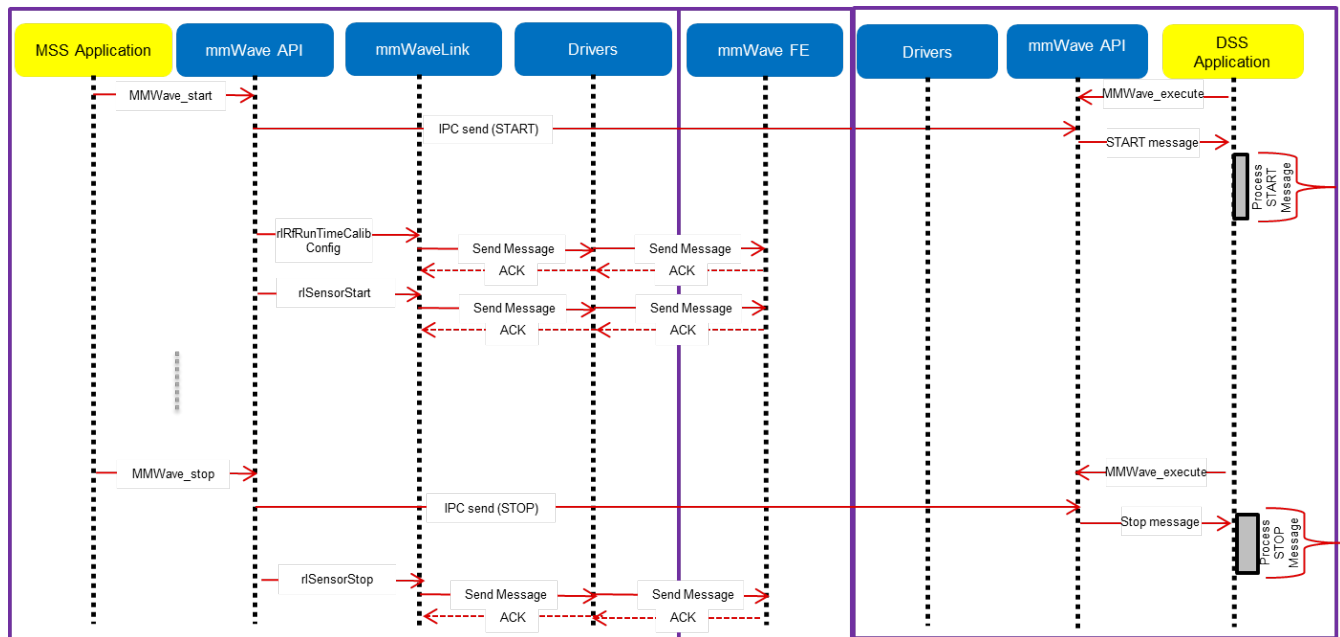 MSS Application
mmWave API
mmWaveLink
Drivers
mmWave FE
Drivers
mmWave API
DSS
Application
MMWave_start
MMWave_execute
IPC send (START)
START message
Process
START
Message
rlRfRunTimeCalib
Config
Send Message
Send Message
ACK
ACK
rlSensorStart
Send Message
Send Message
ACK
ACK
MMWave_stop
MMWave_execute
IPC send (STOP)
Stop message
Process
STOP
Message
rlSensorStop
Send Message
Send Message
ACK
ACK